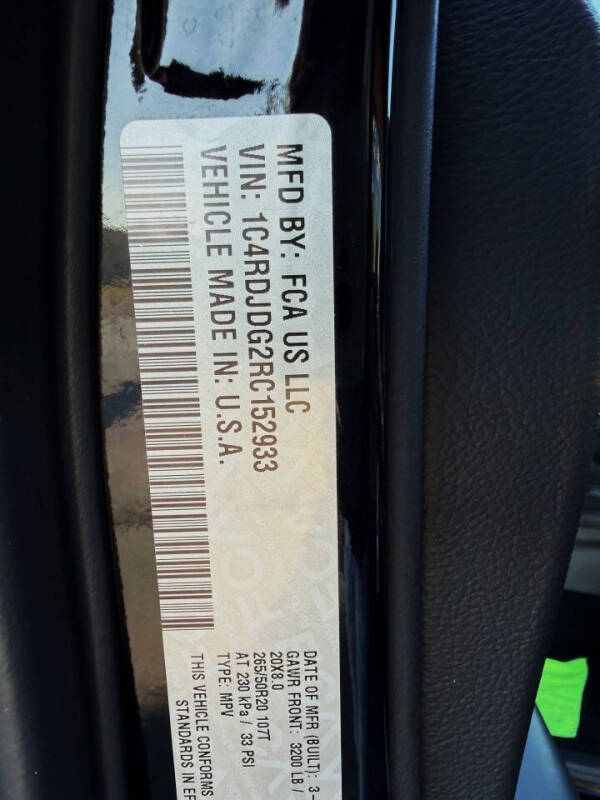 MFD BY: FCA US LLC
VIN: 1C4RDJDG2RC152933
VEHICLE MADE IN: U.S.A.
DATE OF MFR (BUILT): 3-
GAWR FRONT: 3200 LB /
20X8.0
265/50R20 107T
AT 230 kPa / 33 PSI
TYPE: MPV
THIS VEHICLE CONFORMS
STANDARDS IN EF